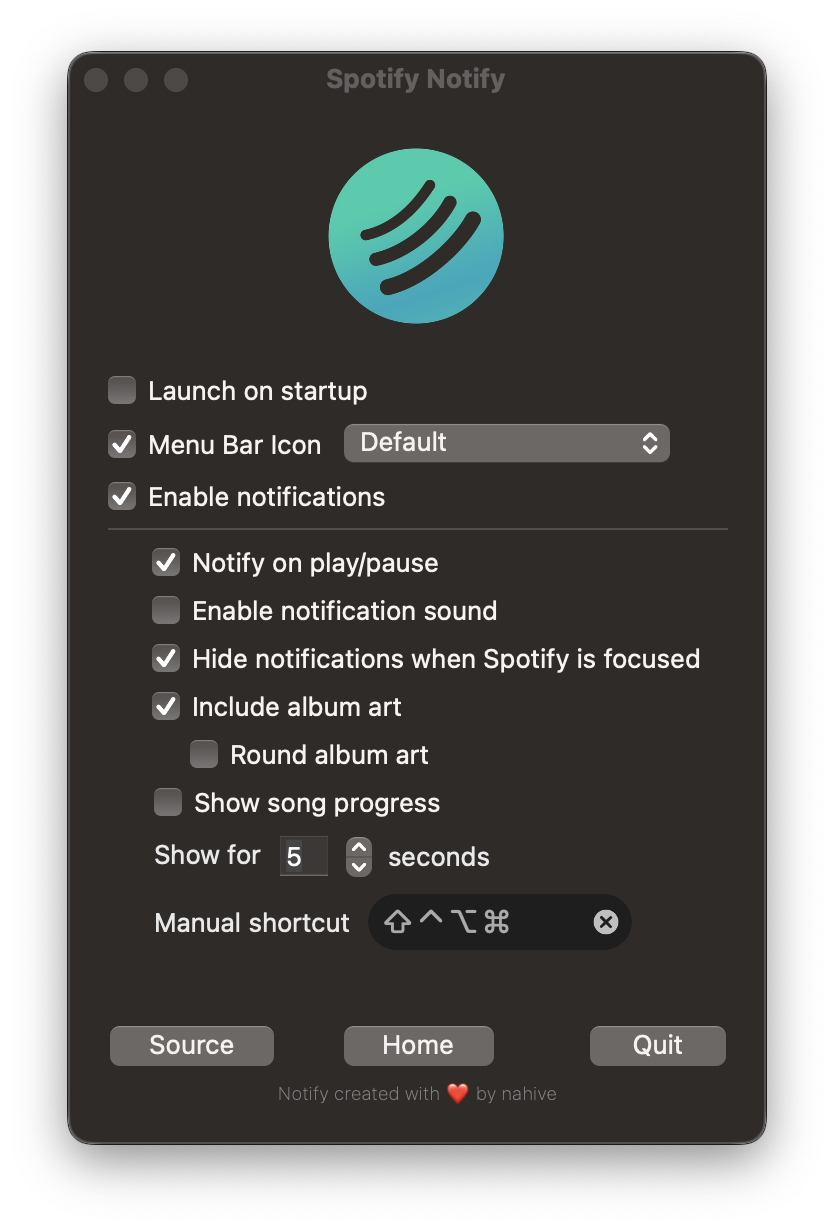 Spotify Notify
Launch on startup
Menu Bar Icon Default
Enable notifications
Notify on play/pause
Enable notification sound
Hide notifications when Spotify is focused
Include album art
Round album art
Show song progress
Show for 5 seconds
Manual shortcut ⇧⌃⌥⌘
Source Home Quit
Notify created with ❤️ by nahive